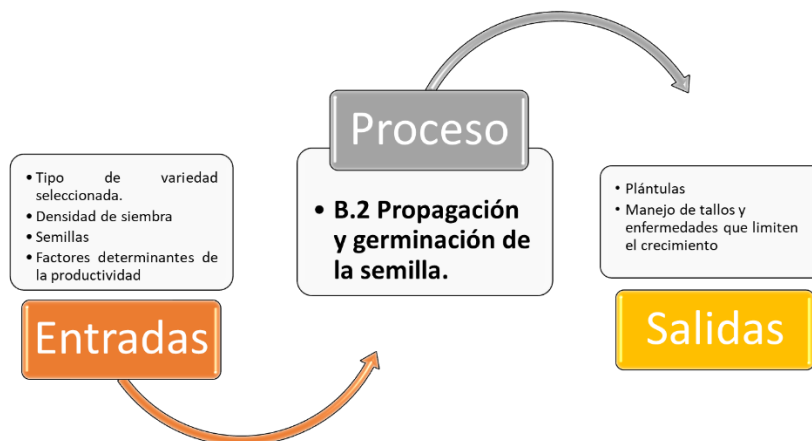 • Tipo de variedad
seleccionada.
• Densidad de siembra
• Semillas
• Factores determinantes de
la productividad
Entradas
Proceso
• B.2 Propagación
y germinación de
la semilla.
• Plántulas
• Manejo de tallos y
enfermedades que limiten
el crecimiento
Salidas